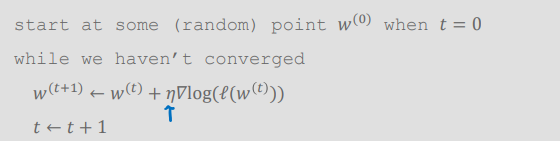 start at some (random) point w⁽⁰⁾ when t = 0
while we haven't converged
w⁽ᵗ⁺¹⁾ ← w⁽ᵗ⁾ + η∇log(ℓ(w⁽ᵗ⁾))
t ← t + 1